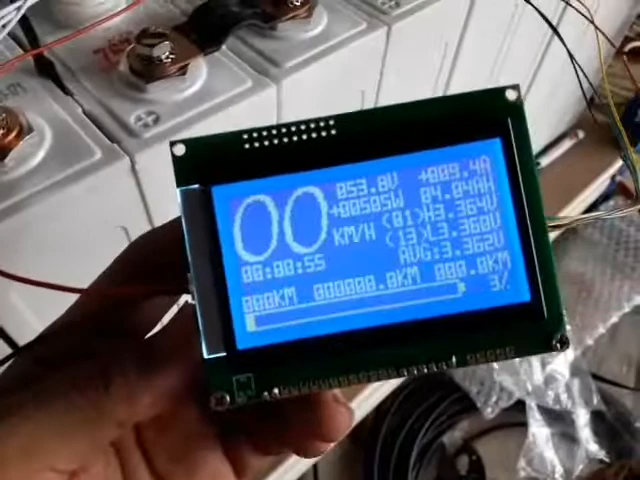 00 053.8V +009.4A
+00505W 04.04AH
KM/H (01)H3.364V
(13)L3.360V
00:00:55 AVG:3.362V
000KM 000000.0KM 000.0KM
3%